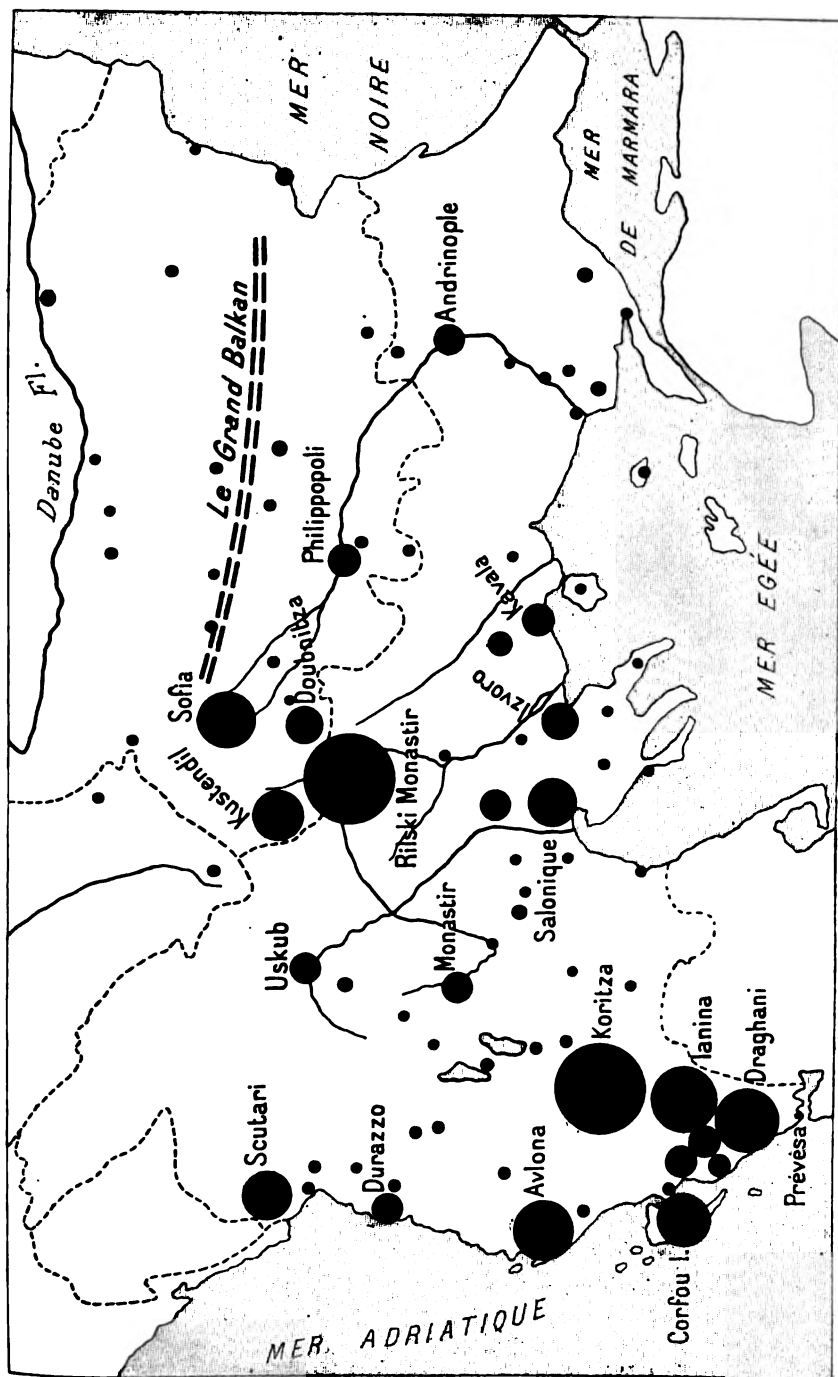 Danube Fl.
MER
NOIRE
Le Grand Balkan
Sofia
Doubnitza
Kustendil
Philippopoli
Andrinople
MER
DE MARMARA
Rilski Monastir
Uskub
Monastir
Scutari
Durazzo
Kavala
Izvoro
Salonique
MER EGÉE
Koritza
Avlona
Ianina
Draghani
Corfou I.
Prévésa
MER ADRIATIQUE